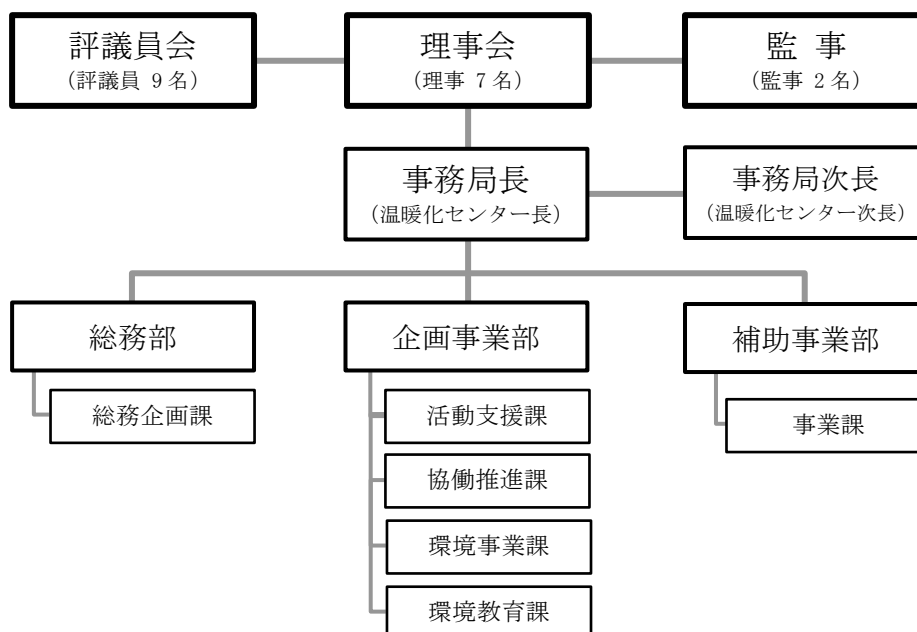 評議員会
(評議員 9名)
理事会
(理事 7名)
監 事
(監事 2名)
事務局長
(温暖化センター長)
事務局次長
(温暖化センター次長)
総務部
企画事業部
補助事業部
総務企画課
活動支援課
事業課
協働推進課
環境事業課
環境教育課